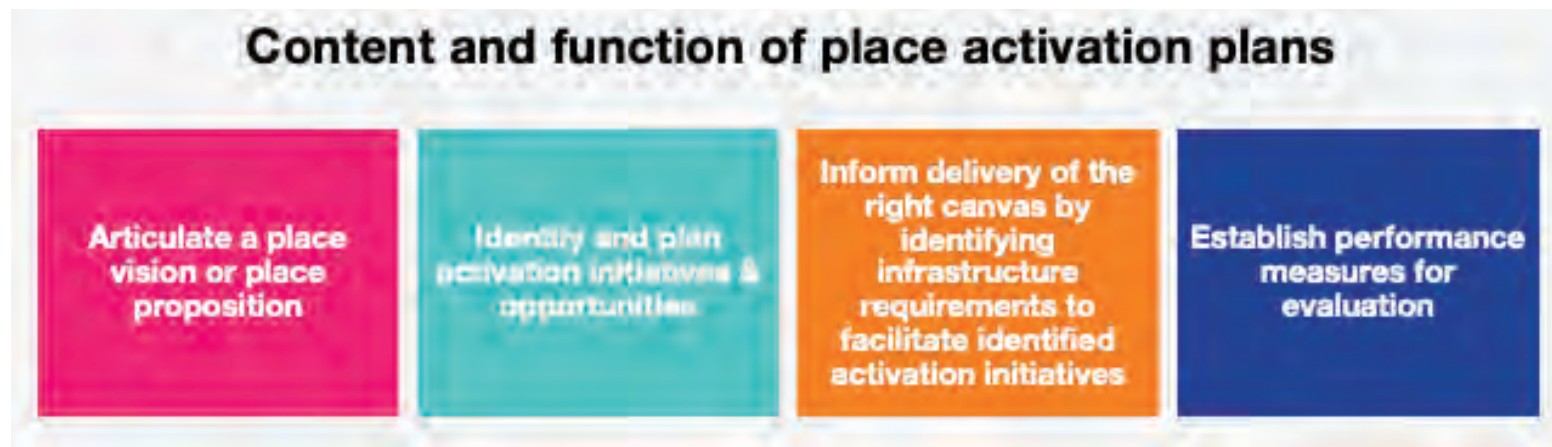 Content and function of place activation plans
Articulate a place
vision or place
proposition
Identify and plan
activation initiatives &
opportunities
Inform delivery of the
right canvas by
identifying
infrastructure
requirements to
facilitate identified
activation initiatives
Establish performance
measures for
evaluation